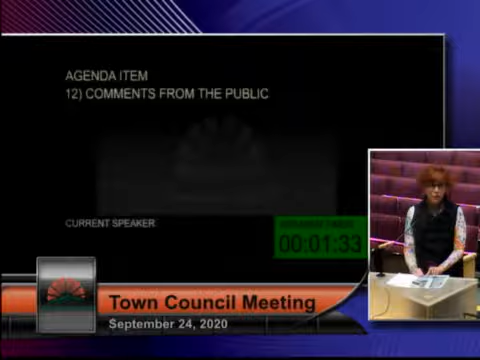 AGENDA ITEM
12) COMMENTS FROM THE PUBLIC
CURRENT SPEAKER:
00:01:33
Town Council Meeting
September 24, 2020